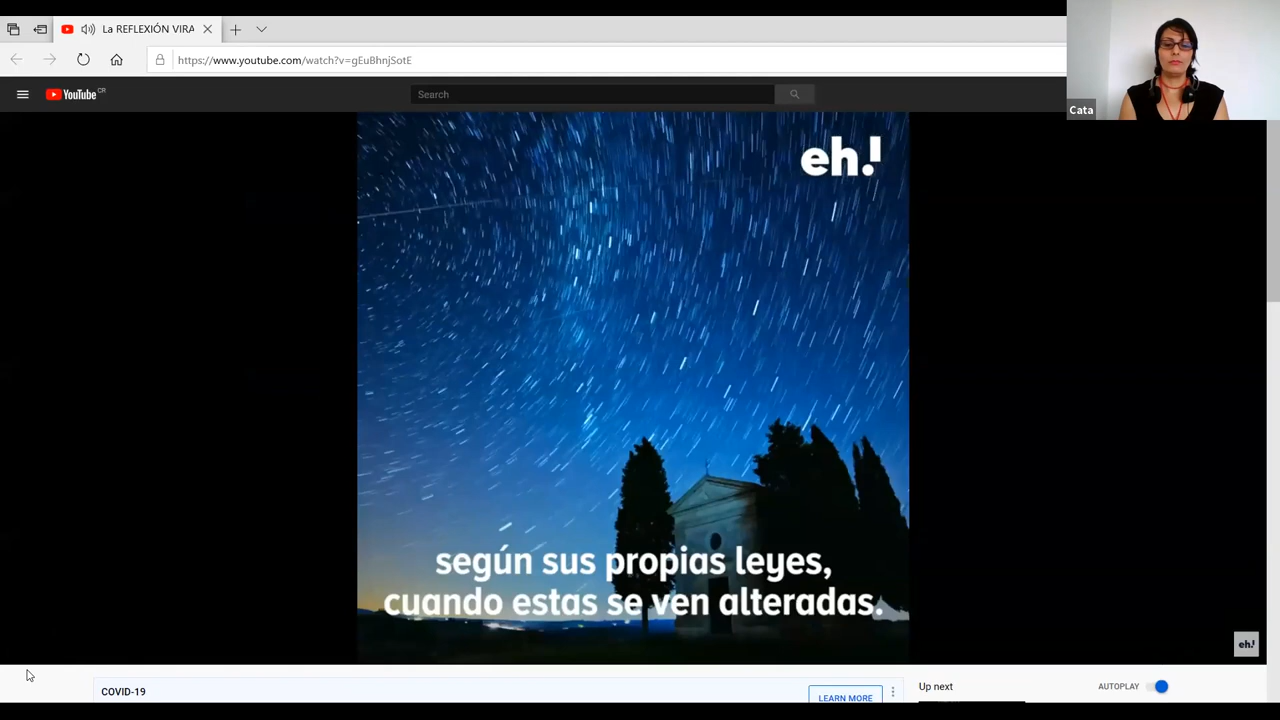 La REFLEXIÓN VIRA
https://www.youtube.com/watch?v=gEuBhnjSotE
Cata
YouTube CR
Search
eh!
según sus propias leyes,
cuando estas se ven alteradas.
eh!
COVID-19
LEARN MORE
Up next
AUTOPLAY